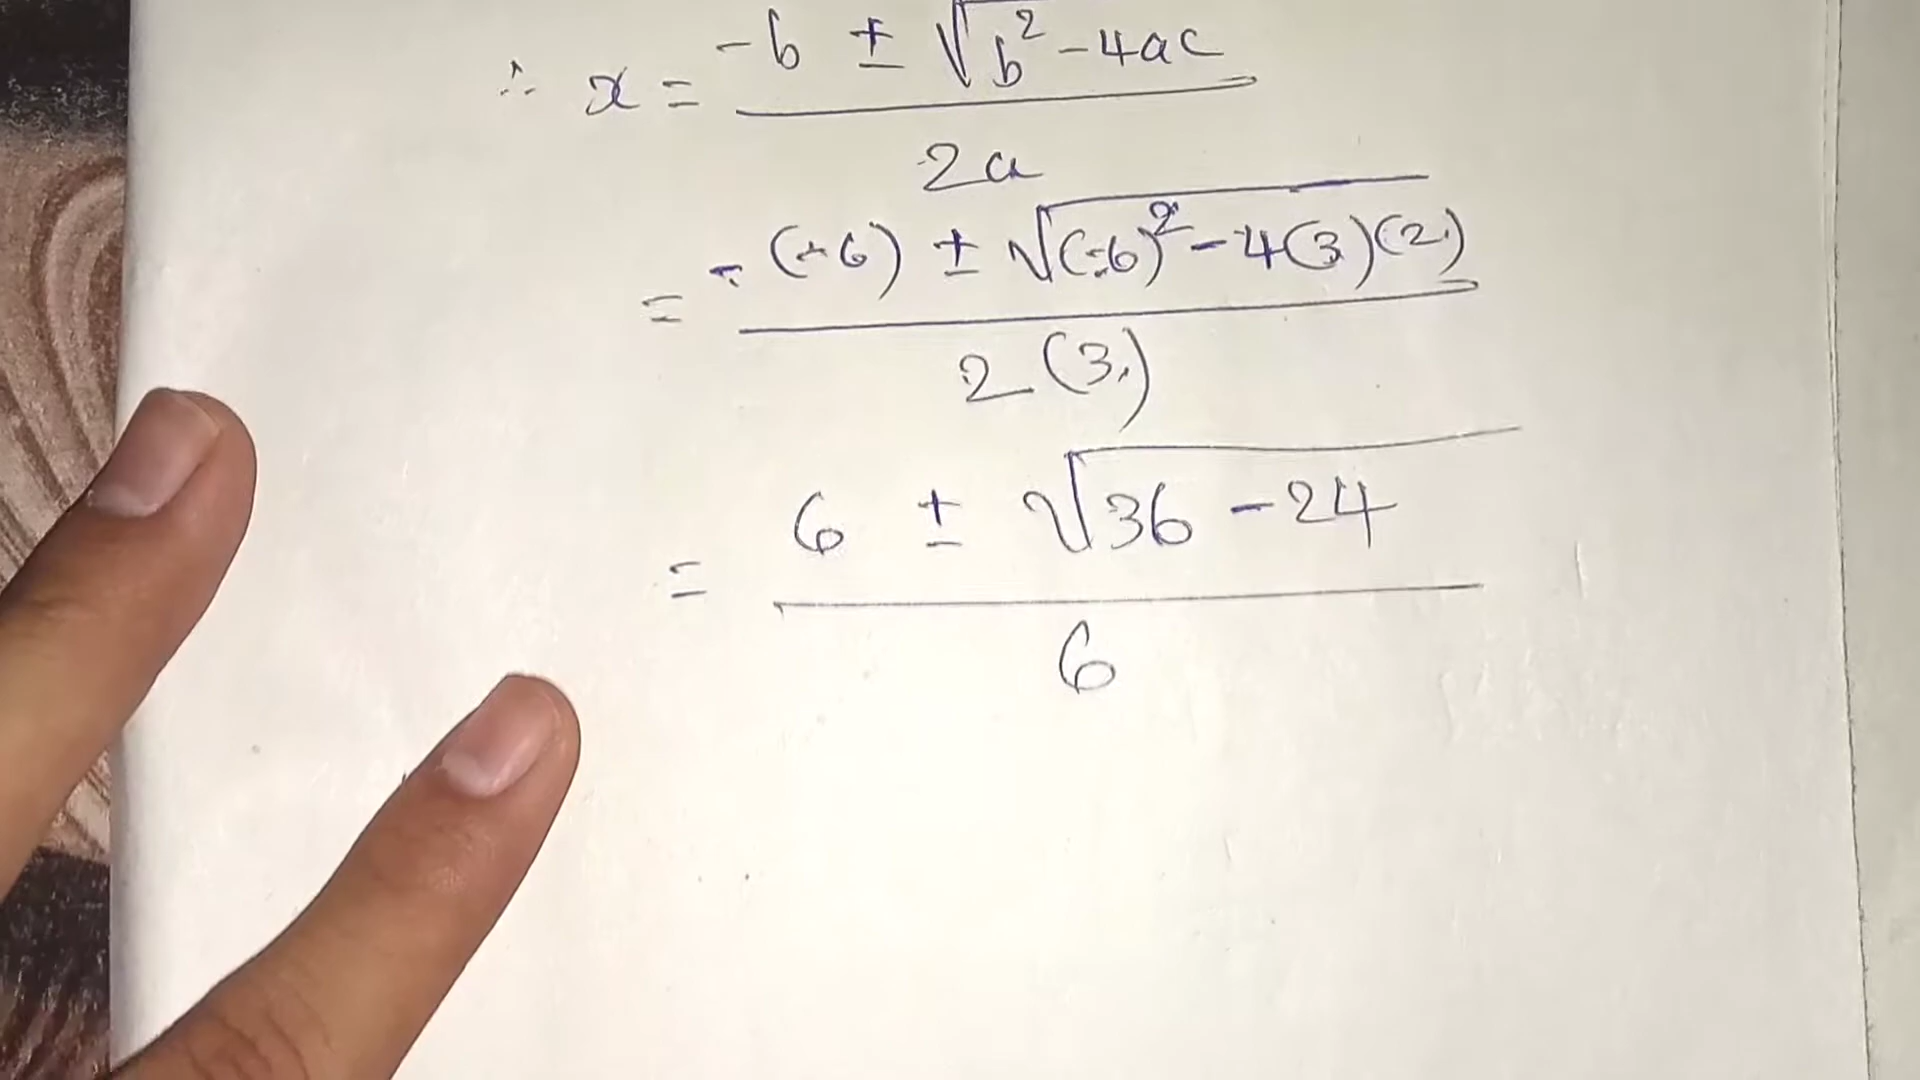 ∴ x = (-b ± √(b² - 4ac)) / 2a
= (-(-6) ± √((-6)² - 4(3)(2))) / 2(3)
= (6 ± √(36 - 24)) / 6